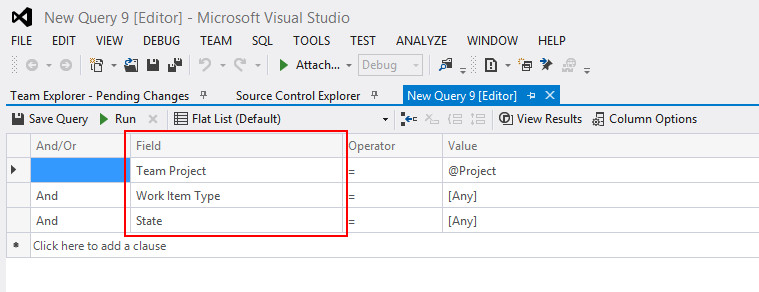 New Query 9 [Editor] - Microsoft Visual Studio
FILE EDIT VIEW DEBUG TEAM SQL TOOLS TEST ANALYZE WINDOW HELP
Attach... Debug
Team Explorer - Pending Changes Source Control Explorer New Query 9 [Editor]
Save Query Run Flat List (Default) View Results Column Options
And/Or Field Operator Value
Team Project = @Project
And Work Item Type = [Any]
And State = [Any]
* Click here to add a clause